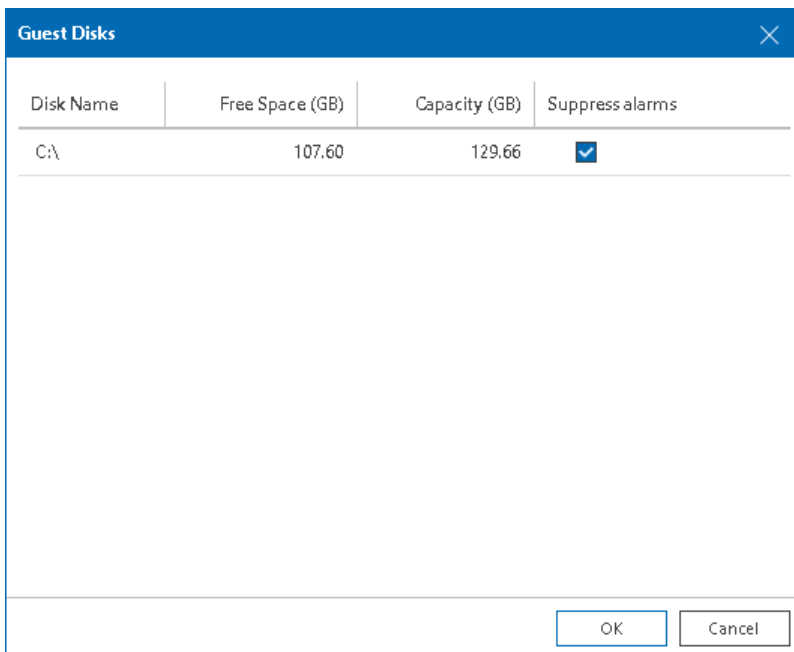 Guest Disks
Disk Name Free Space (GB) Capacity (GB) Suppress alarms
C:\ 107.60 129.66
OK Cancel